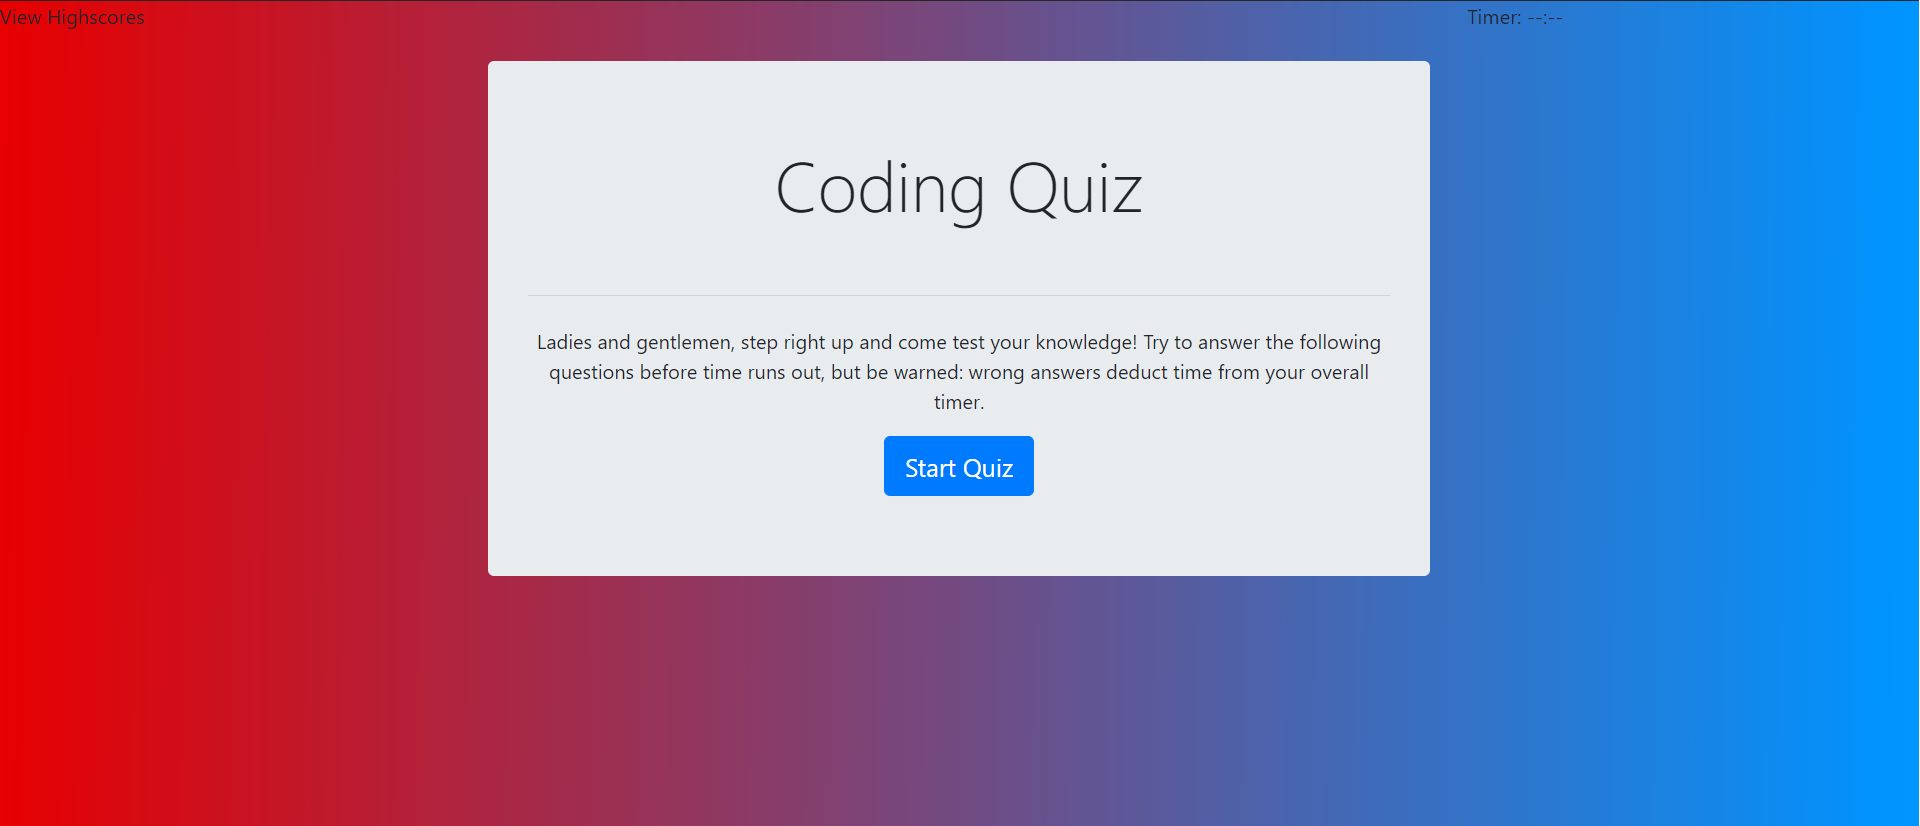 View Highscores
Timer: --:--
Coding Quiz
Ladies and gentlemen, step right up and come test your knowledge! Try to answer the following
questions before time runs out, but be warned: wrong answers deduct time from your overall
timer.
Start Quiz